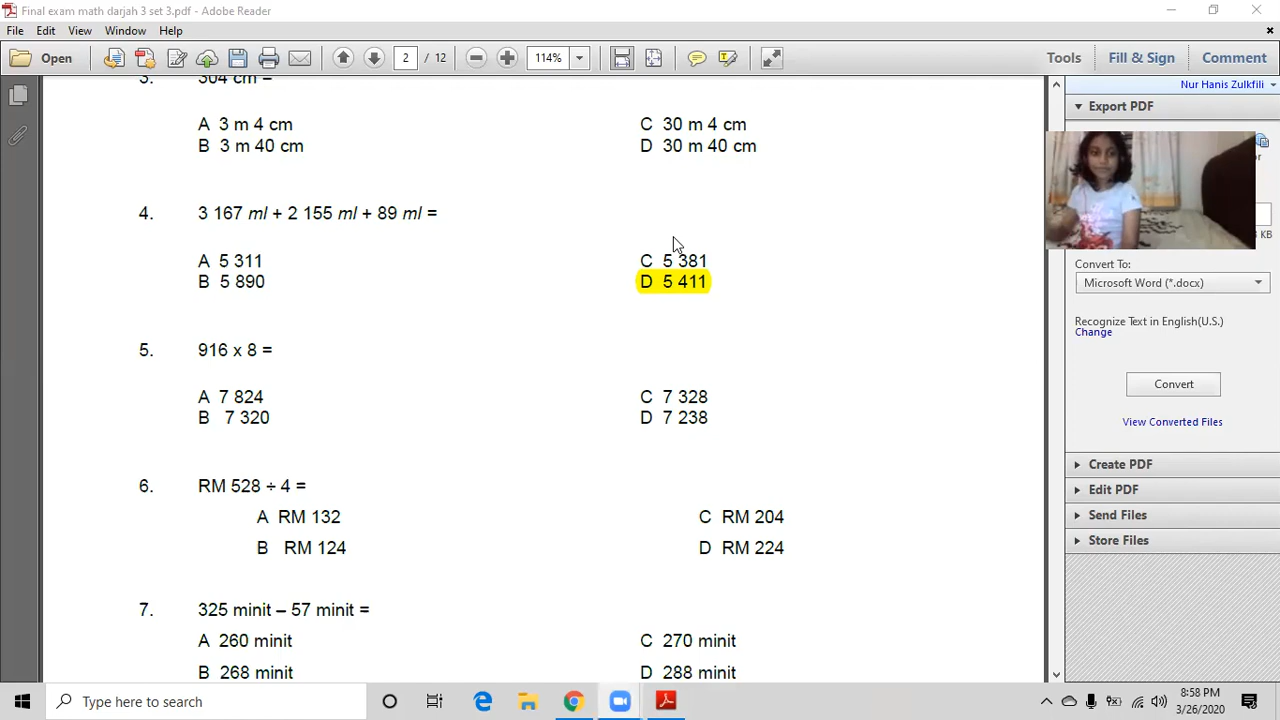 Final exam math darjah 3 set 3.pdf - Adobe Reader
File Edit View Window Help
Open 2 / 12 114% Tools Fill & Sign Comment
Nur Hanis Zulkfili
Export PDF
3. 304 cm =
A 3 m 4 cm C 30 m 4 cm
B 3 m 40 cm D 30 m 40 cm
4. 3 167 ml + 2 155 ml + 89 ml =
KB
A 5 311 C 5 381
B 5 890 D 5 411
Convert To:
Microsoft Word (*.docx)
Recognize Text in English(U.S.)
Change
5. 916 x 8 =
A 7 824 C 7 328
B 7 320 D 7 238
Convert
View Converted Files
6. RM 528 ÷ 4 =
A RM 132 C RM 204
B RM 124 D RM 224
Create PDF
Edit PDF
Send Files
Store Files
7. 325 minit – 57 minit =
A 260 minit C 270 minit
B 268 minit D 288 minit
Type here to search
8:58 PM
3/26/2020